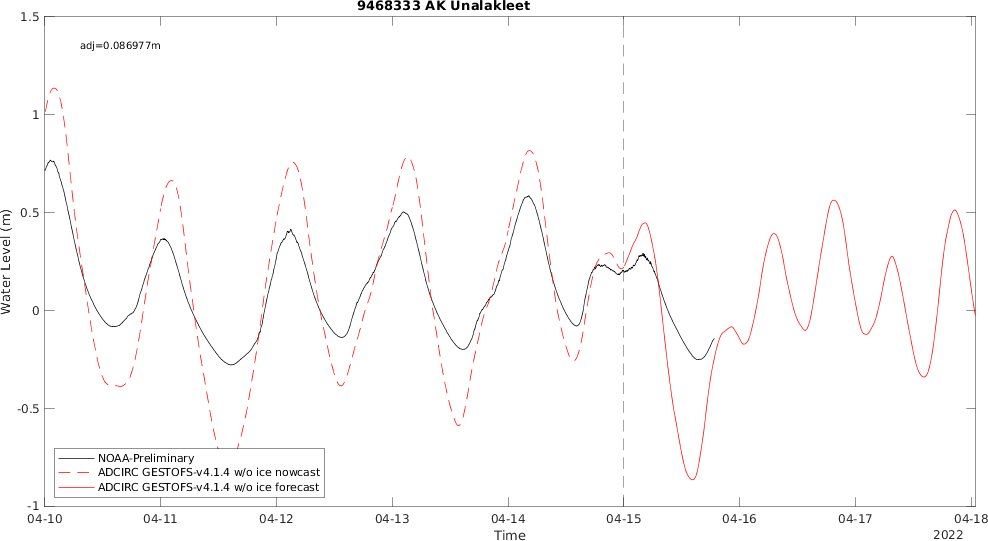 9468333 AK Unalakleet
adj=0.086977m
1.5
1
0.5
0
-0.5
-1
Water Level (m)
NOAA-Preliminary
ADCIRC GESTOFS-v4.1.4 w/o ice nowcast
ADCIRC GESTOFS-v4.1.4 w/o ice forecast
04-10 04-11 04-12 04-13 04-14 04-15 04-16 04-17 04-18
Time
2022